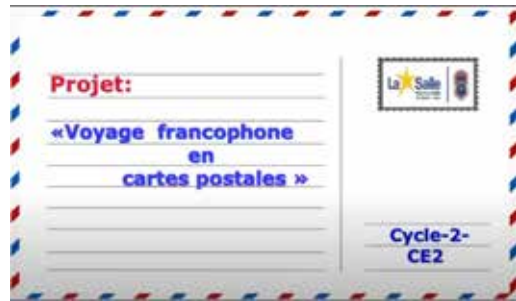 Projet:
La Salle
«Voyage francophone
en
cartes postales »
Cycle-2-
CE2